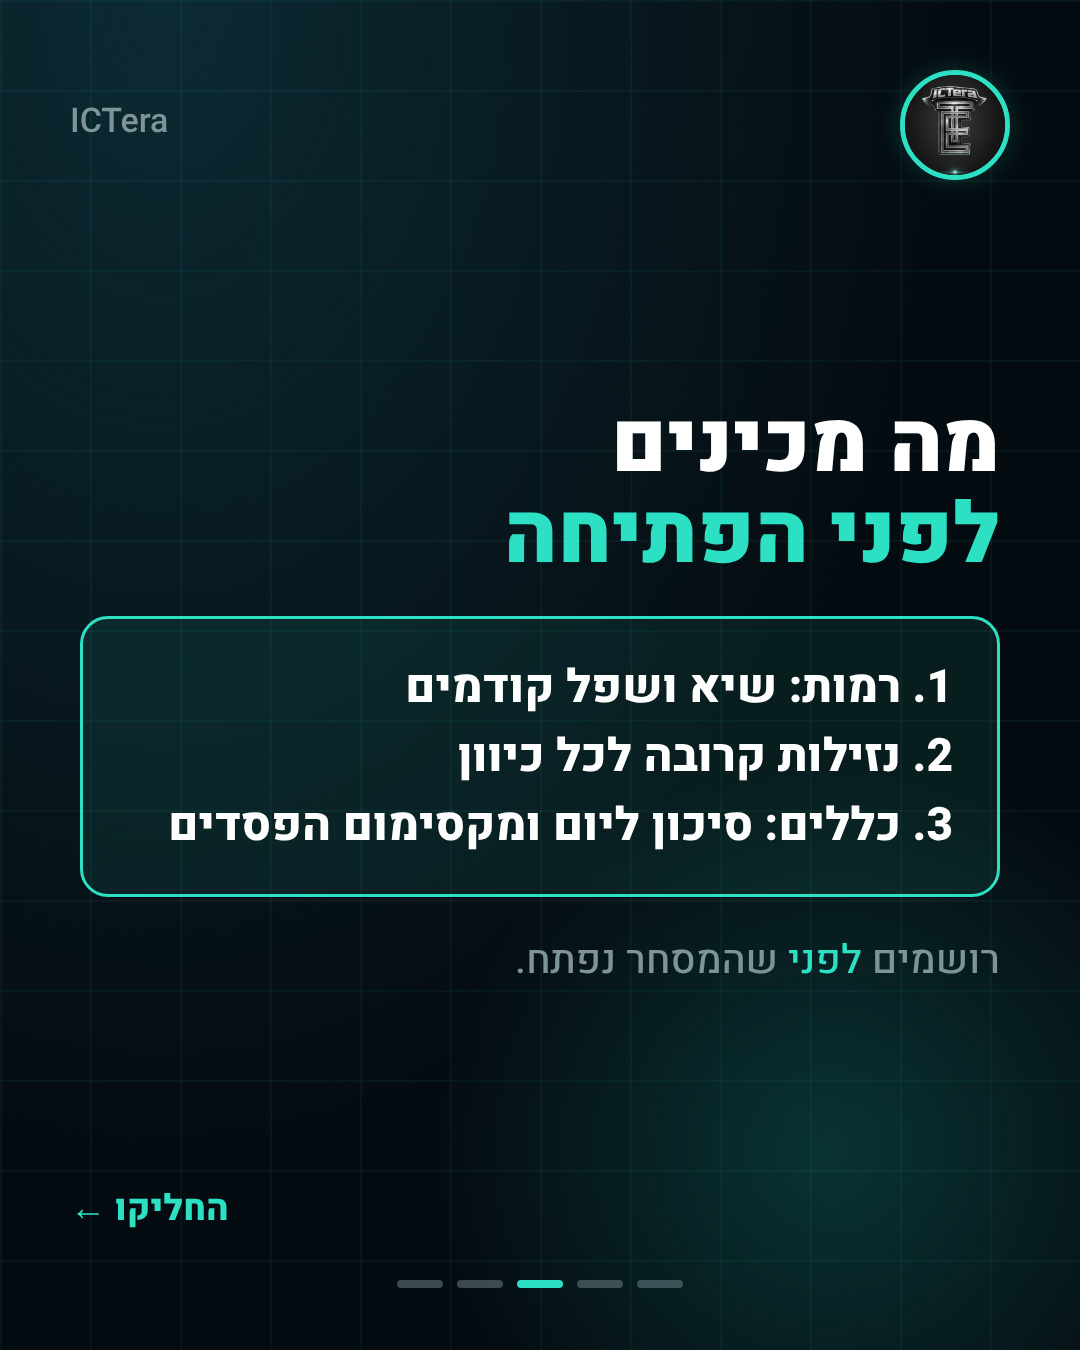 ICTera
ICTera
מה מכינים
לפני הפתיחה
1. רמות: שיא ושפל קודמים
2. נזילות קרובה לכל כיוון
3. כללים: סיכון ליום ומקסימום הפסדים
רושמים לפני שהמסחר נפתח.
החליקו ←